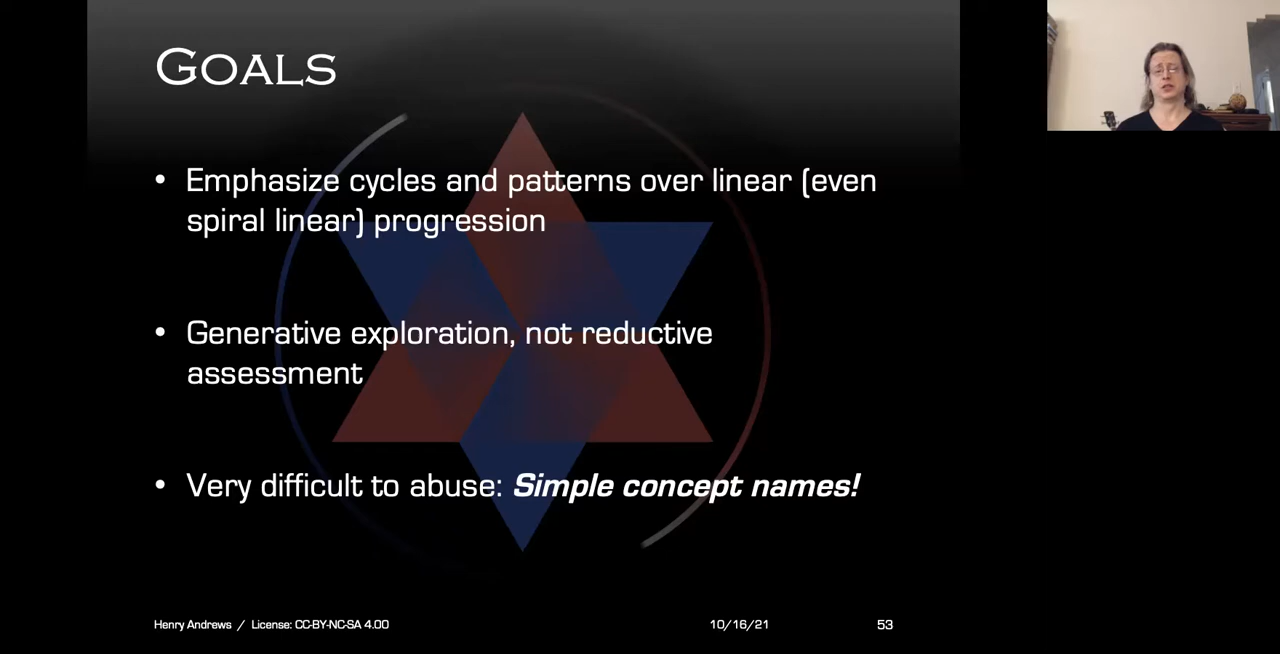 GOALS
• Emphasize cycles and patterns over linear (even
spiral linear) progression
• Generative exploration, not reductive
assessment
• Very difficult to abuse: Simple concept names!
Henry Andrews / License: CC-BY-NC-SA 4.00 10/16/21 53